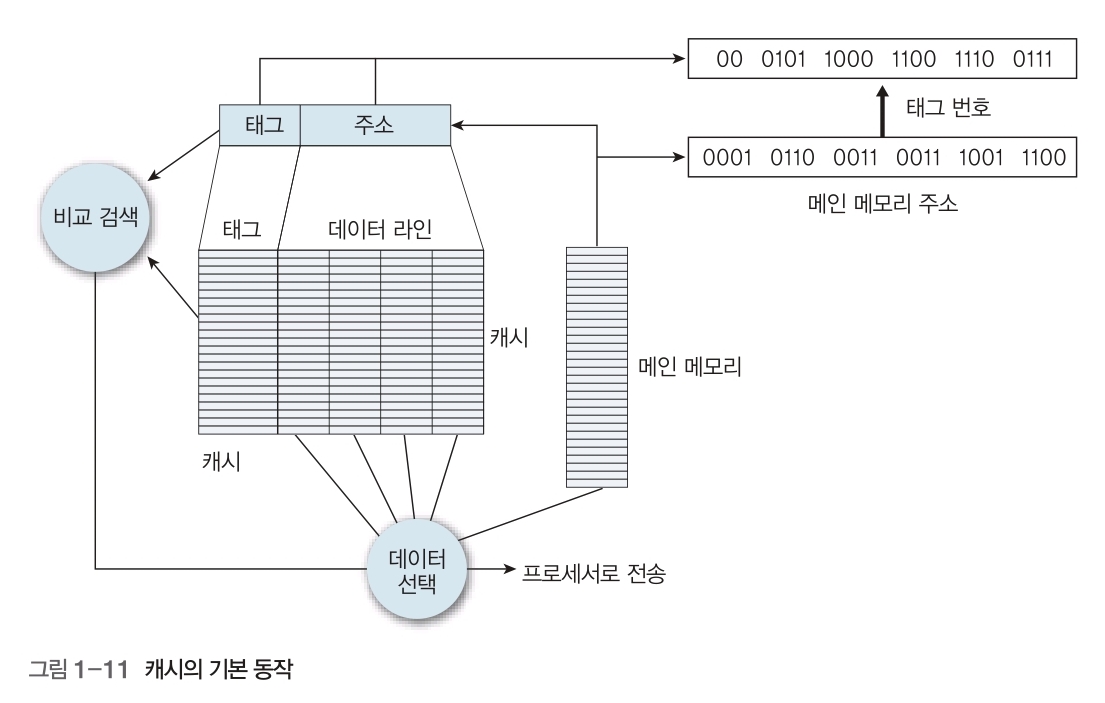 00 0101 1000 1100 1110 0111
태그 주소
태그 번호
0001 0110 0011 0011 1001 1100
메인 메모리 주소
비교 검색
태그 데이터 라인
캐시
메인 메모리
캐시
데이터
선택
프로세서로 전송
그림 1-11 캐시의 기본 동작